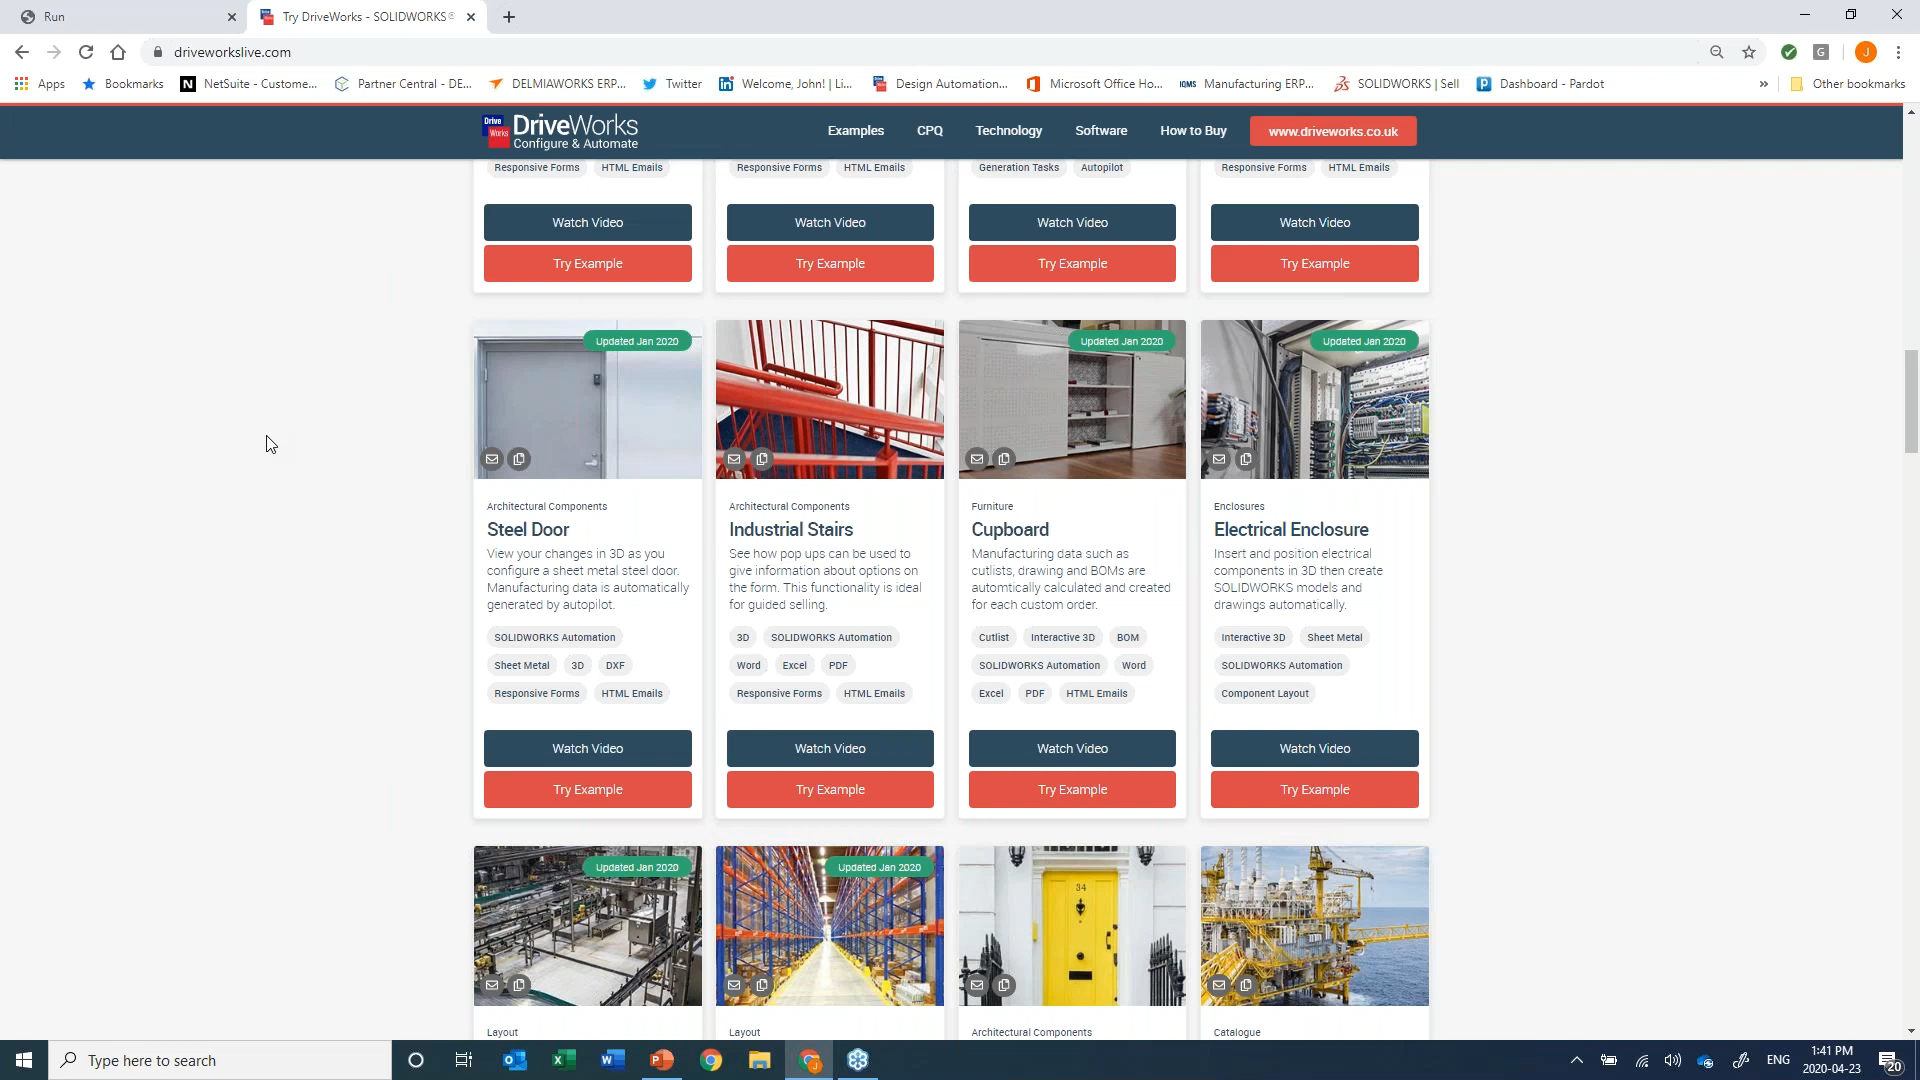 Run
Try DriveWorks - SOLIDWORKS®
driveworkslive.com
G
J
Apps
Bookmarks
NetSuite - Custome...
Partner Central - DE...
DELMIAWORKS ERP...
Twitter
Welcome, John! | Li...
Design Automation...
Microsoft Office Ho...
IQMS Manufacturing ERP...
SOLIDWORKS | Sell
Dashboard - Pardot
»
Other bookmarks
Drive Works
DriveWorks
Configure & Automate
Examples
CPQ
Technology
Software
How to Buy
www.driveworks.co.uk
Responsive Forms HTML Emails
Responsive Forms HTML Emails
Generation Tasks Autopilot
Responsive Forms HTML Emails
Watch Video
Watch Video
Watch Video
Watch Video
Try Example
Try Example
Try Example
Try Example
Updated Jan 2020
Architectural Components
Steel Door
View your changes in 3D as you
configure a sheet metal steel door.
Manufacturing data is automatically
generated by autopilot.
SOLIDWORKS Automation
Sheet Metal 3D DXF
Responsive Forms HTML Emails
Watch Video
Try Example
Architectural Components
Industrial Stairs
See how pop ups can be used to
give information about options on
the form. This functionality is ideal
for guided selling.
3D SOLIDWORKS Automation
Word Excel PDF
Responsive Forms HTML Emails
Watch Video
Try Example
Updated Jan 2020
Furniture
Cupboard
Manufacturing data such as
cutlists, drawing and BOMs are
automtically calculated and created
for each custom order.
Cutlist Interactive 3D BOM
SOLIDWORKS Automation Word
Excel PDF HTML Emails
Watch Video
Try Example
Updated Jan 2020
Enclosures
Electrical Enclosure
Insert and position electrical
components in 3D then create
SOLIDWORKS models and
drawings automatically.
Interactive 3D Sheet Metal
SOLIDWORKS Automation
Component Layout
Watch Video
Try Example
Updated Jan 2020
Layout
Updated Jan 2020
Layout
34
Architectural Components
Catalogue
Type here to search
ENG
1:41 PM
2020-04-23
20